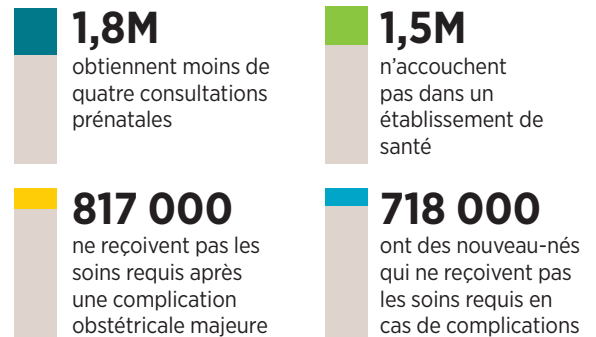 1,8M
obtiennent moins de
quatre consultations
prénatales
1,5M
n’accouchent
pas dans un
établissement de
santé
817 000
ne reçoivent pas les
soins requis après
une complication
obstétricale majeure
718 000
ont des nouveau-nés
qui ne reçoivent pas
les soins requis en
cas de complications